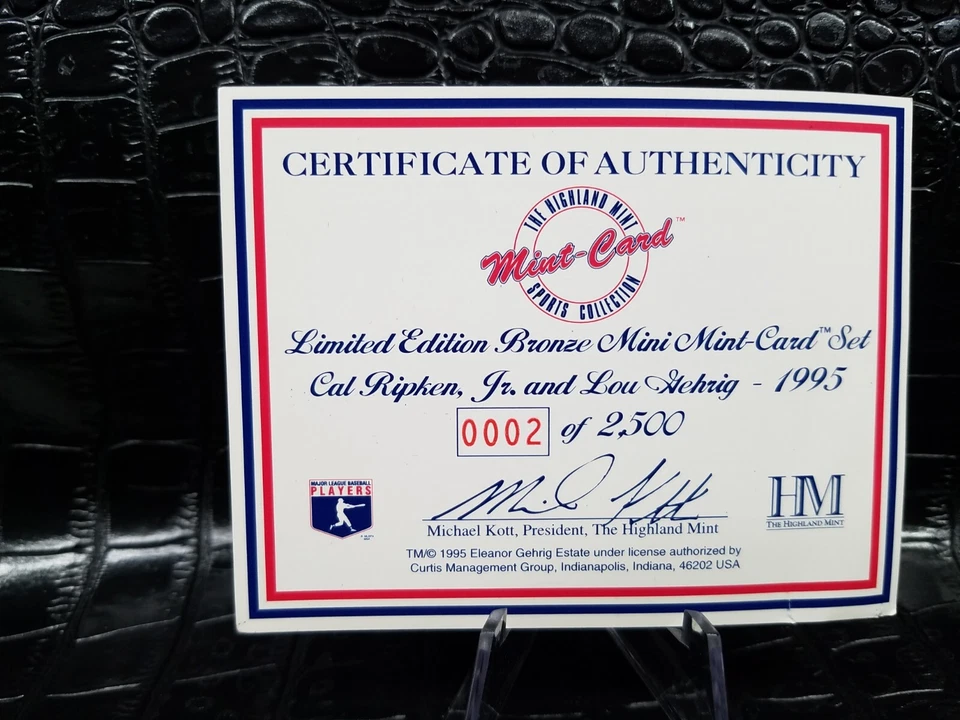 CERTIFICATE OF AUTHENTICITY
THE HIGHLAND MINT
Mint-Card™
SPORTS COLLECTION
Limited Edition Bronze Mini Mint-Card™ Set
Cal Ripken, Jr. and Lou Gehrig - 1995
0002 of 2,500
MAJOR LEAGUE BASEBALL
PLAYERS
HM
THE HIGHLAND MINT
Michael Kott, President, The Highland Mint
TM/© 1995 Eleanor Gehrig Estate under license authorized by
Curtis Management Group, Indianapolis, Indiana, 46202 USA